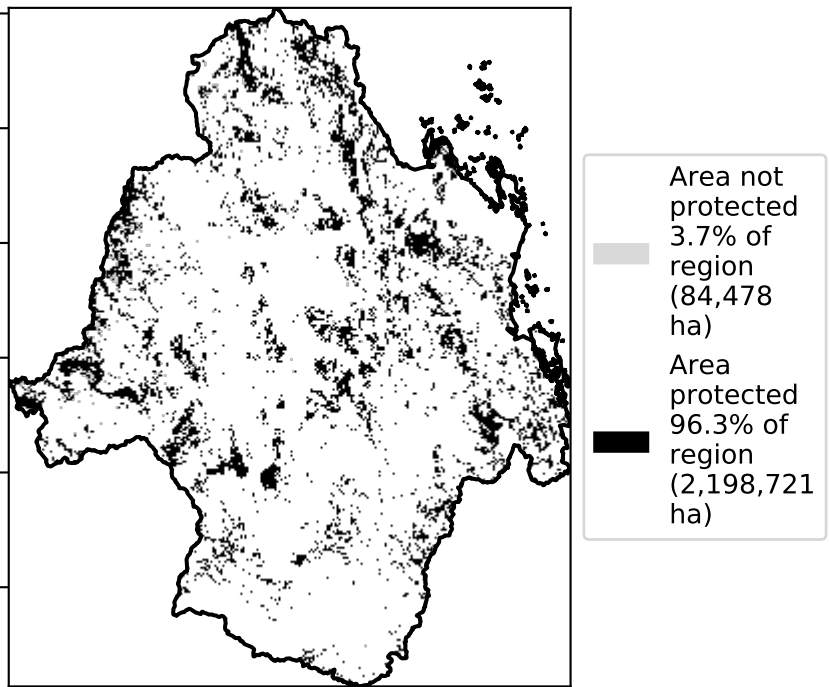 Area not
protected
3.7% of
region
(84,478
ha)
Area
protected
96.3% of
region
(2,198,721
ha)